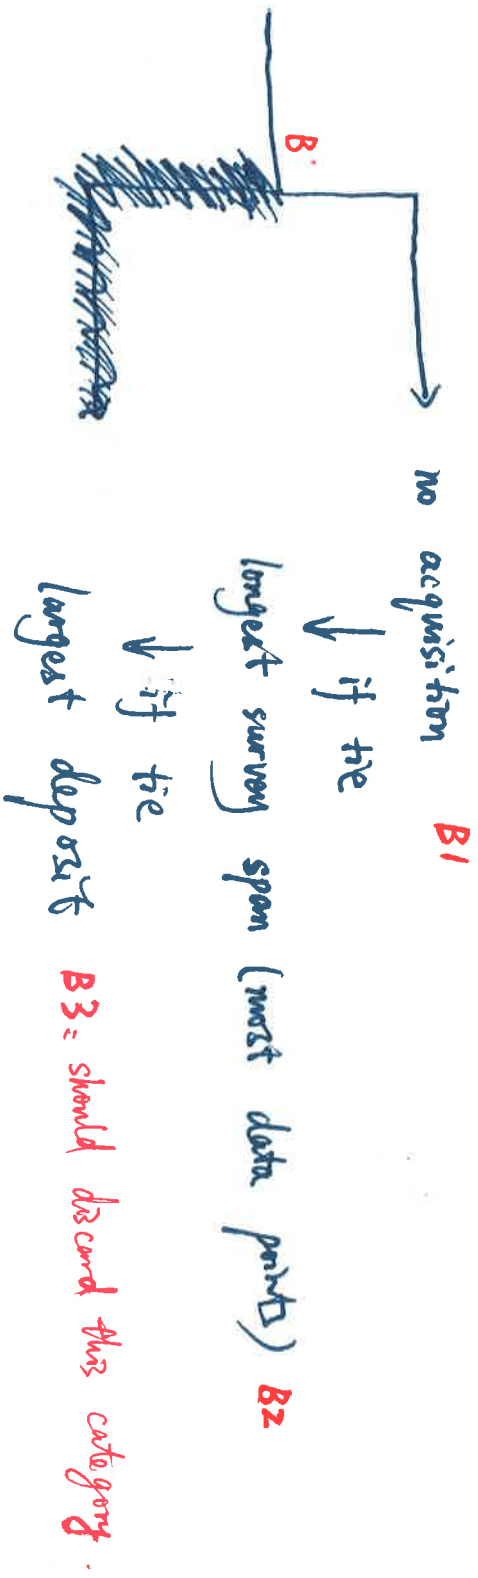 B.
no acquisition B1
↓ if tie
longest survey span (most data points) B2
↓ if tie
largest deposit B3 = should discard this category.